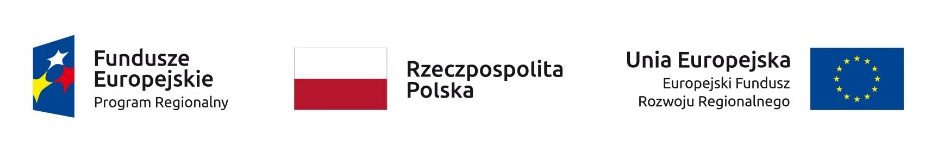 Fundusze
Europejskie
Program Regionalny
Rzeczpospolita
Polska
Unia Europejska
Europejski Fundusz
Rozwoju Regionalnego